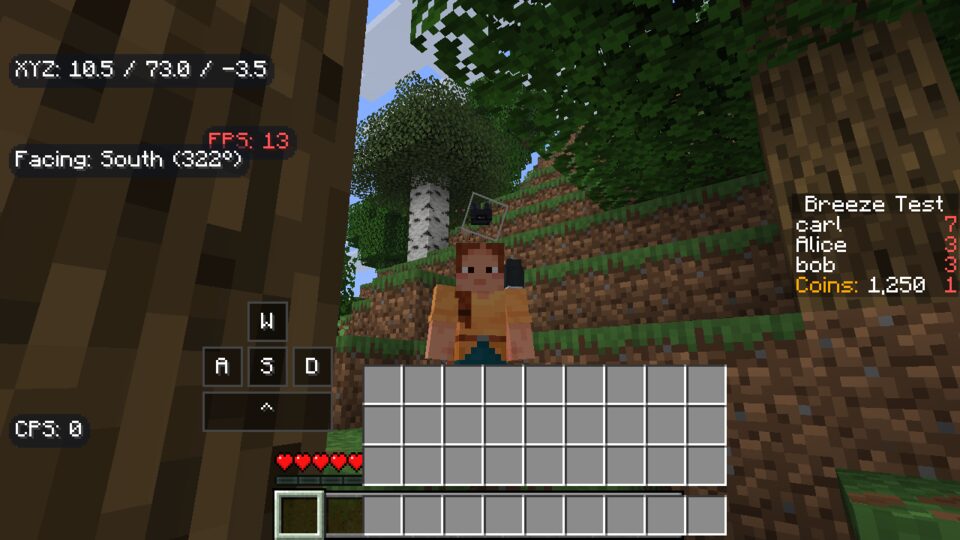 XYZ: 10.5 / 73.0 / -3.5
FPS: 13
Facing: South (322º)
Breeze Test
carl 7
Alice 3
bob 3
Coins: 1,250 1
W
A S D
^
CPS: 0